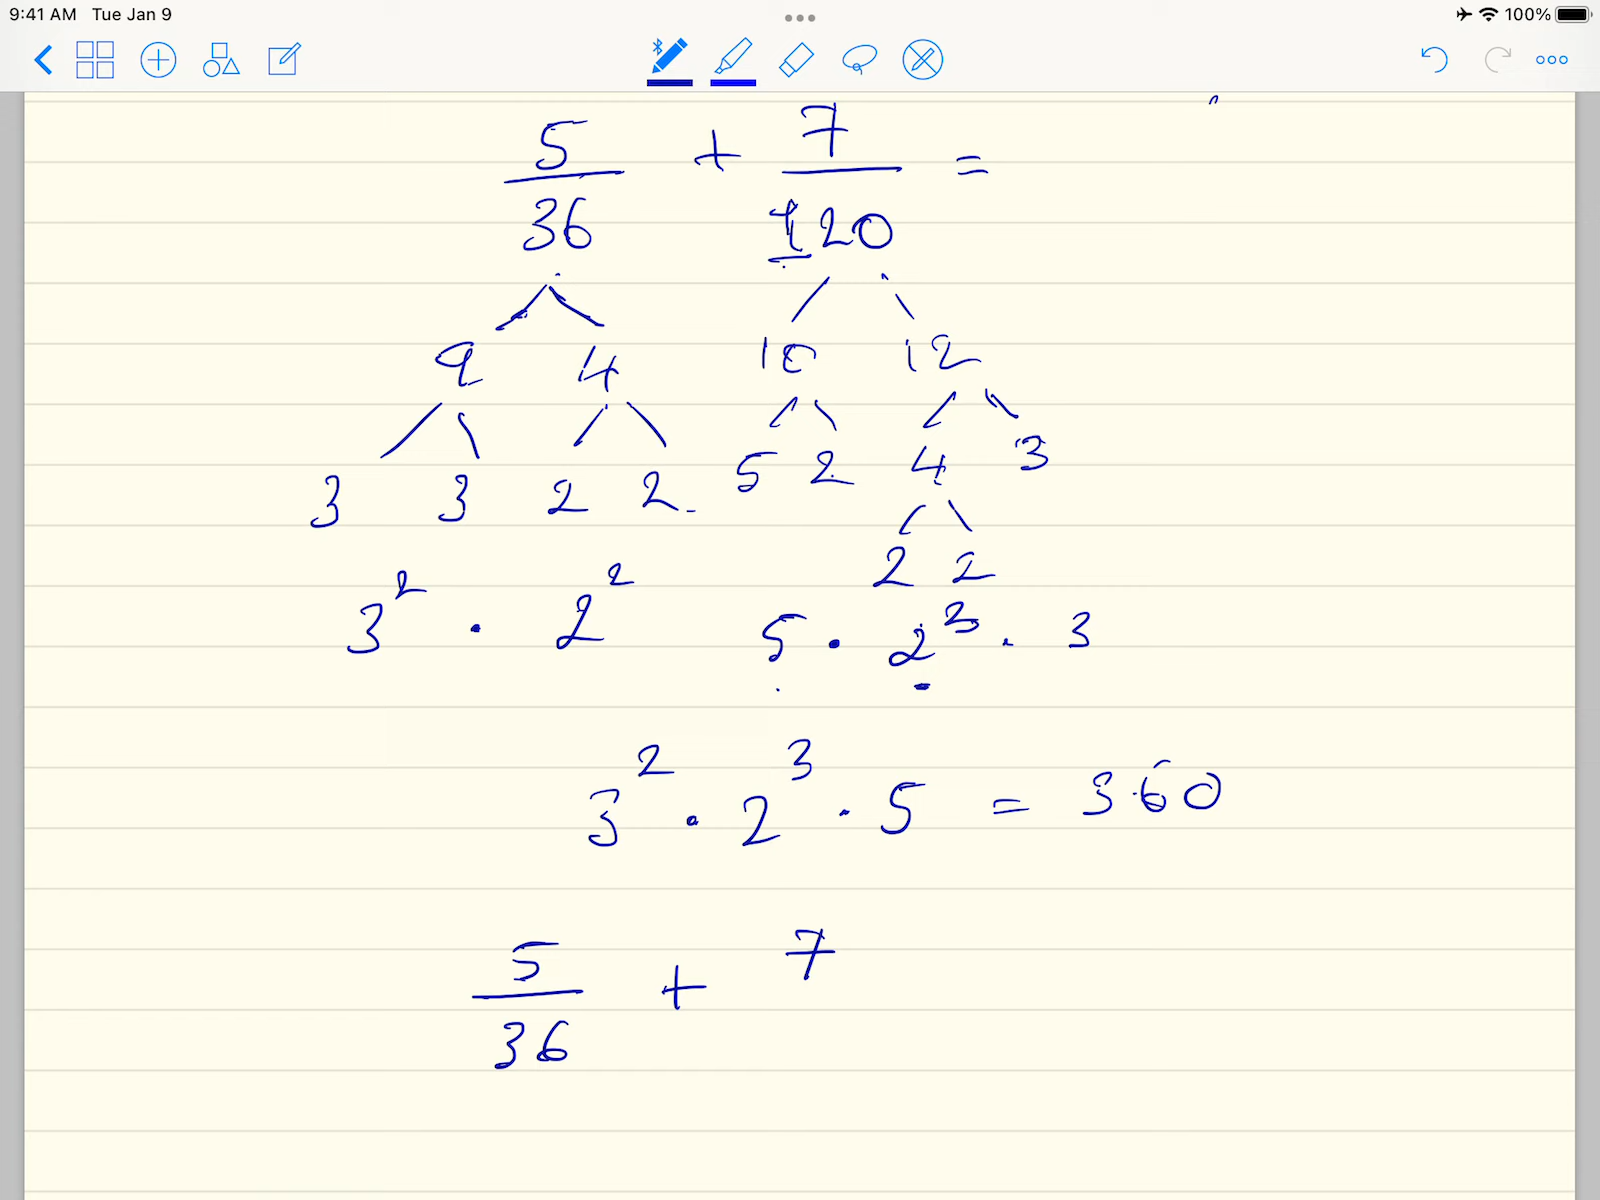 9:41 AM Tue Jan 9 100%
5/36 + 7/120 =
9 4 10 12
3 3 2 2 5 2 4 3
2 2
3² · 2² 5 · 2³ · 3
3² · 2³ · 5 = 360
5/36 + 7